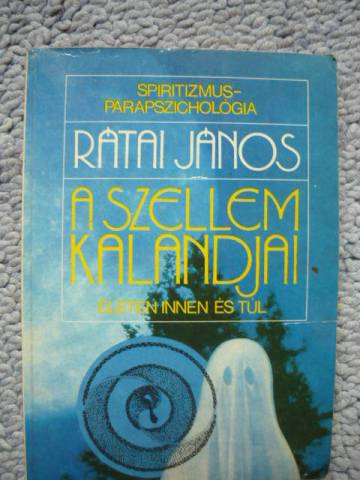 SPIRITIZMUS-
PARAPSZICHOLÓGIA
RÁTAI JÁNOS
A SZELLEM
KALANDJAI
ÉLETEN INNEN ÉS TÚL